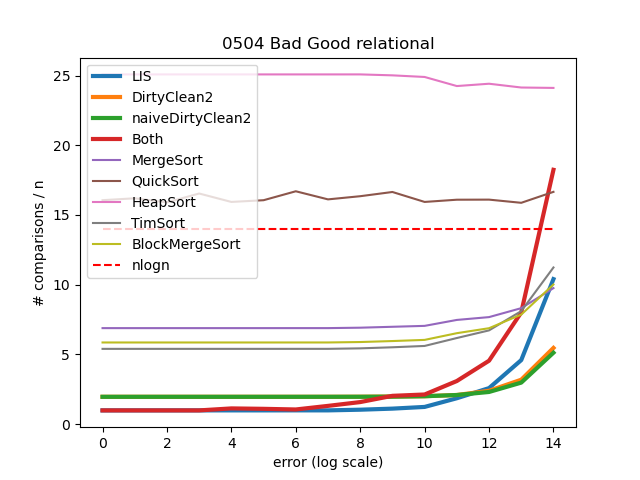 0504 Bad Good relational
# comparisons / n
25
20
15
10
5
0
LIS
DirtyClean2
naiveDirtyClean2
Both
MergeSort
QuickSort
HeapSort
TimSort
BlockMergeSort
nlogn
0 2 4 6 8 10 12 14
error (log scale)